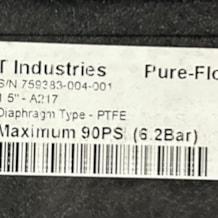 T Industries Pure-Flo
S/N 759383-004-001
1.5" - A217
Diaphragm Type - PTFE
Maximum 90PS (6.2Bar)